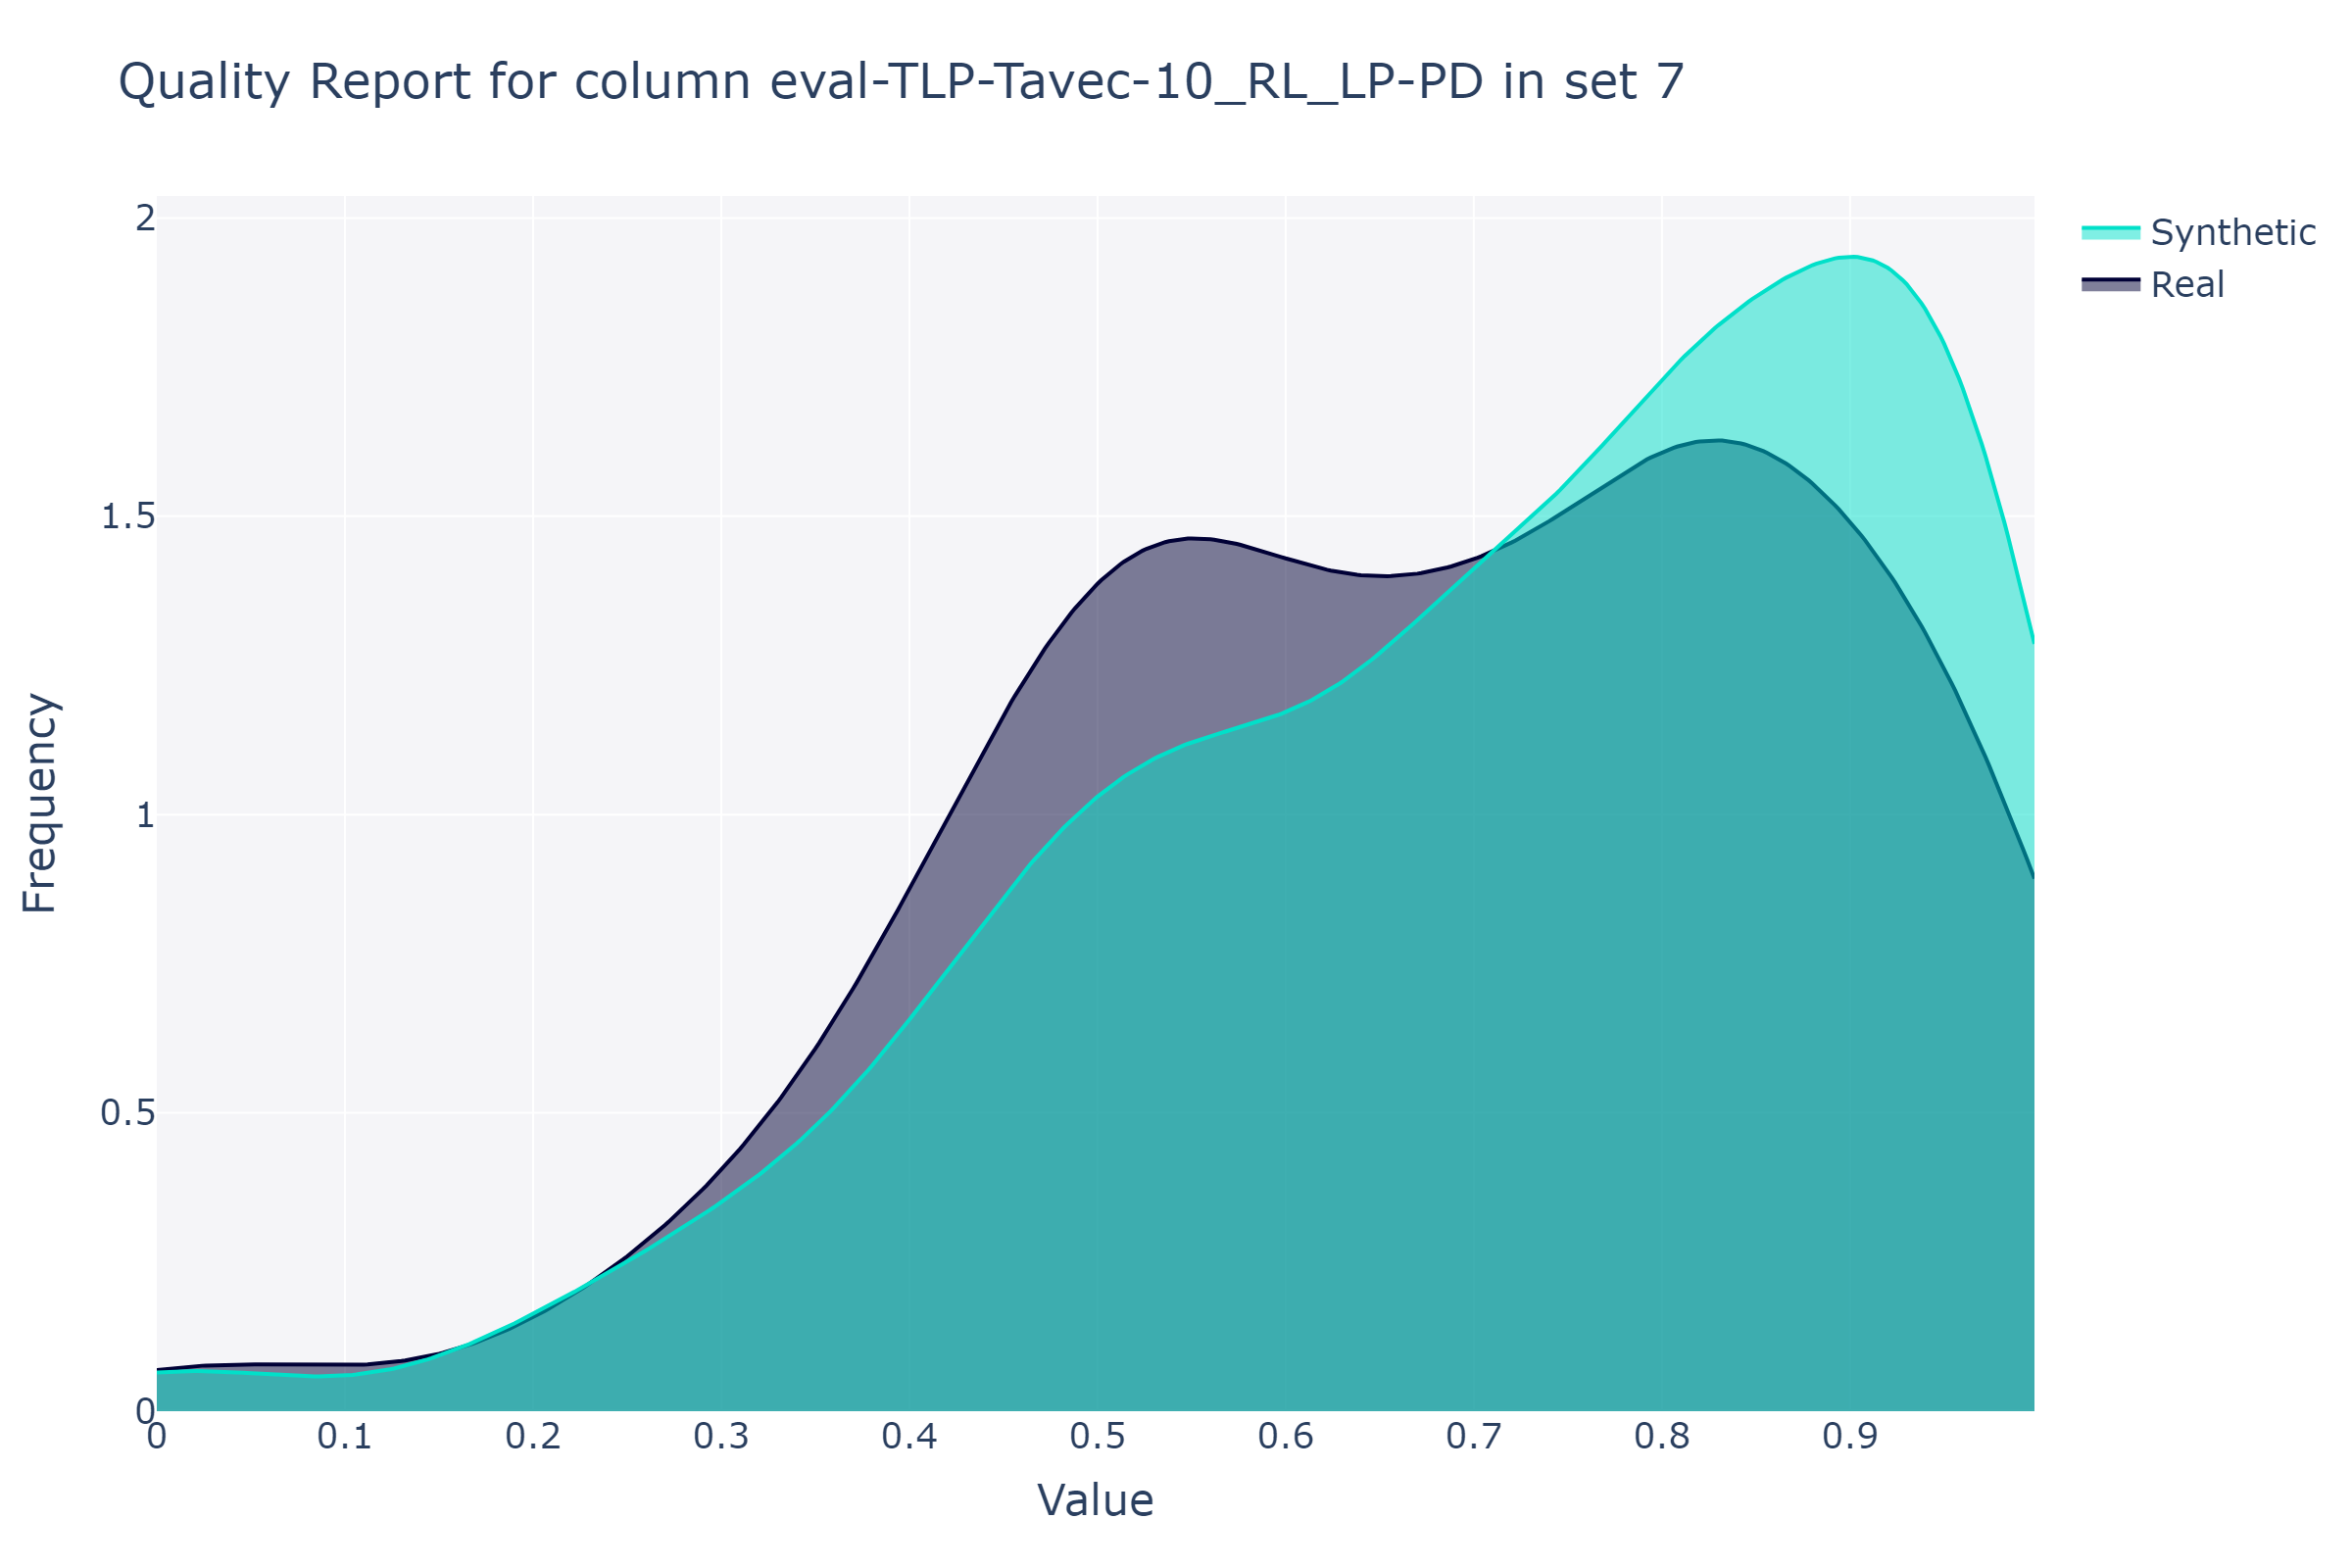 Quality Report for column eval-TLP-Tavec-10_RL_LP-PD in set 7
Synthetic
Real
Frequency
2
1.5
1
0.5
0
0 0.1 0.2 0.3 0.4 0.5 0.6 0.7 0.8 0.9
Value